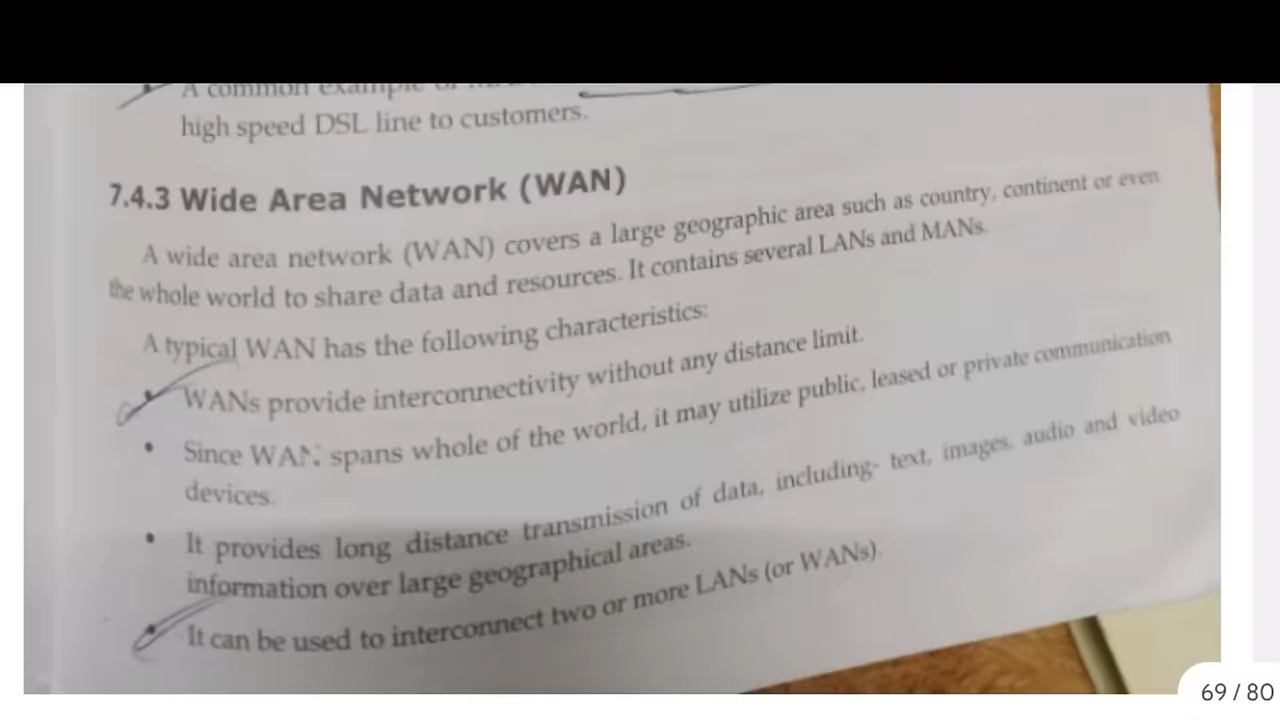 A common example of
high speed DSL line to customers.
7.4.3 Wide Area Network (WAN)
A wide area network (WAN) covers a large geographic area such as country, continent or even
the whole world to share data and resources. It contains several LANs and MANs.
A typical WAN has the following characteristics:
• WANs provide interconnectivity without any distance limit.
• Since WAN spans whole of the world, it may utilize public, leased or private communication
devices.
• It provides long distance transmission of data, including- text, images, audio and video
information over large geographical areas.
• It can be used to interconnect two or more LANs (or WANs).
69 / 80